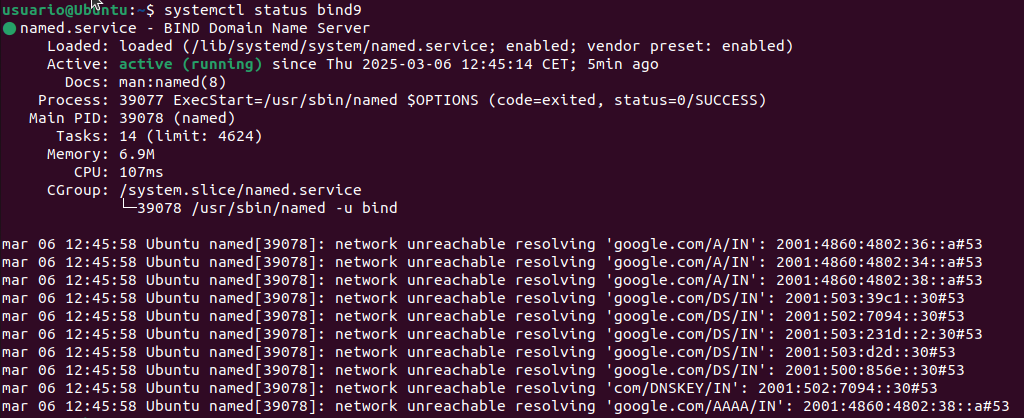 usuario@Ubuntu:~$ systemctl status bind9
● named.service - BIND Domain Name Server
     Loaded: loaded (/lib/systemd/system/named.service; enabled; vendor preset: enabled)
     Active: active (running) since Thu 2025-03-06 12:45:14 CET; 5min ago
       Docs: man:named(8)
    Process: 39077 ExecStart=/usr/sbin/named $OPTIONS (code=exited, status=0/SUCCESS)
   Main PID: 39078 (named)
      Tasks: 14 (limit: 4624)
     Memory: 6.9M
        CPU: 107ms
     CGroup: /system.slice/named.service
             └─39078 /usr/sbin/named -u bind

mar 06 12:45:58 Ubuntu named[39078]: network unreachable resolving 'google.com/A/IN': 2001:4860:4802:36::a#53
mar 06 12:45:58 Ubuntu named[39078]: network unreachable resolving 'google.com/A/IN': 2001:4860:4802:34::a#53
mar 06 12:45:58 Ubuntu named[39078]: network unreachable resolving 'google.com/A/IN': 2001:4860:4802:38::a#53
mar 06 12:45:58 Ubuntu named[39078]: network unreachable resolving 'google.com/DS/IN': 2001:503:39c1::30#53
mar 06 12:45:58 Ubuntu named[39078]: network unreachable resolving 'google.com/DS/IN': 2001:502:7094::30#53
mar 06 12:45:58 Ubuntu named[39078]: network unreachable resolving 'google.com/DS/IN': 2001:503:231d::2:30#53
mar 06 12:45:58 Ubuntu named[39078]: network unreachable resolving 'google.com/DS/IN': 2001:503:d2d::30#53
mar 06 12:45:58 Ubuntu named[39078]: network unreachable resolving 'google.com/DS/IN': 2001:500:856e::30#53
mar 06 12:45:58 Ubuntu named[39078]: network unreachable resolving 'com/DNSKEY/IN': 2001:502:7094::30#53
mar 06 12:45:58 Ubuntu named[39078]: network unreachable resolving 'google.com/AAAA/IN': 2001:4860:4802:38::a#53